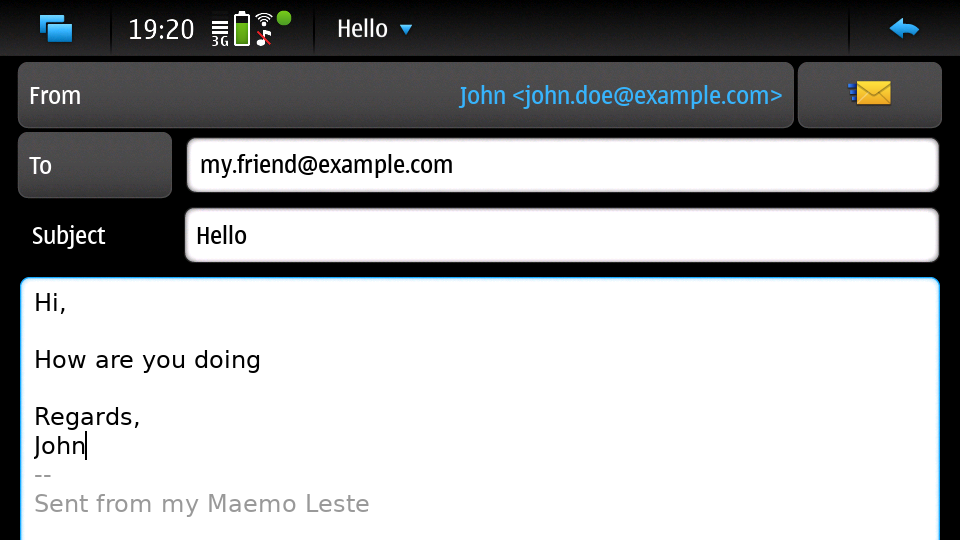 19:20
3G
Hello
From
John <john.doe@example.com>
To
my.friend@example.com
Subject
Hello
Hi,
How are you doing
Regards,
John
--
Sent from my Maemo Leste